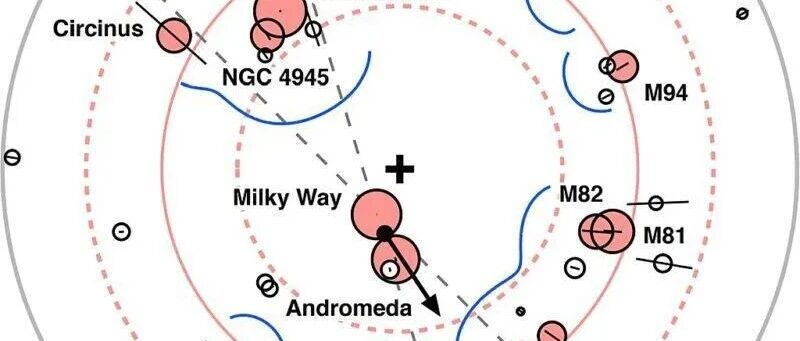 Circinus
NGC 4945
M94
Milky Way
M82
M81
Andromeda